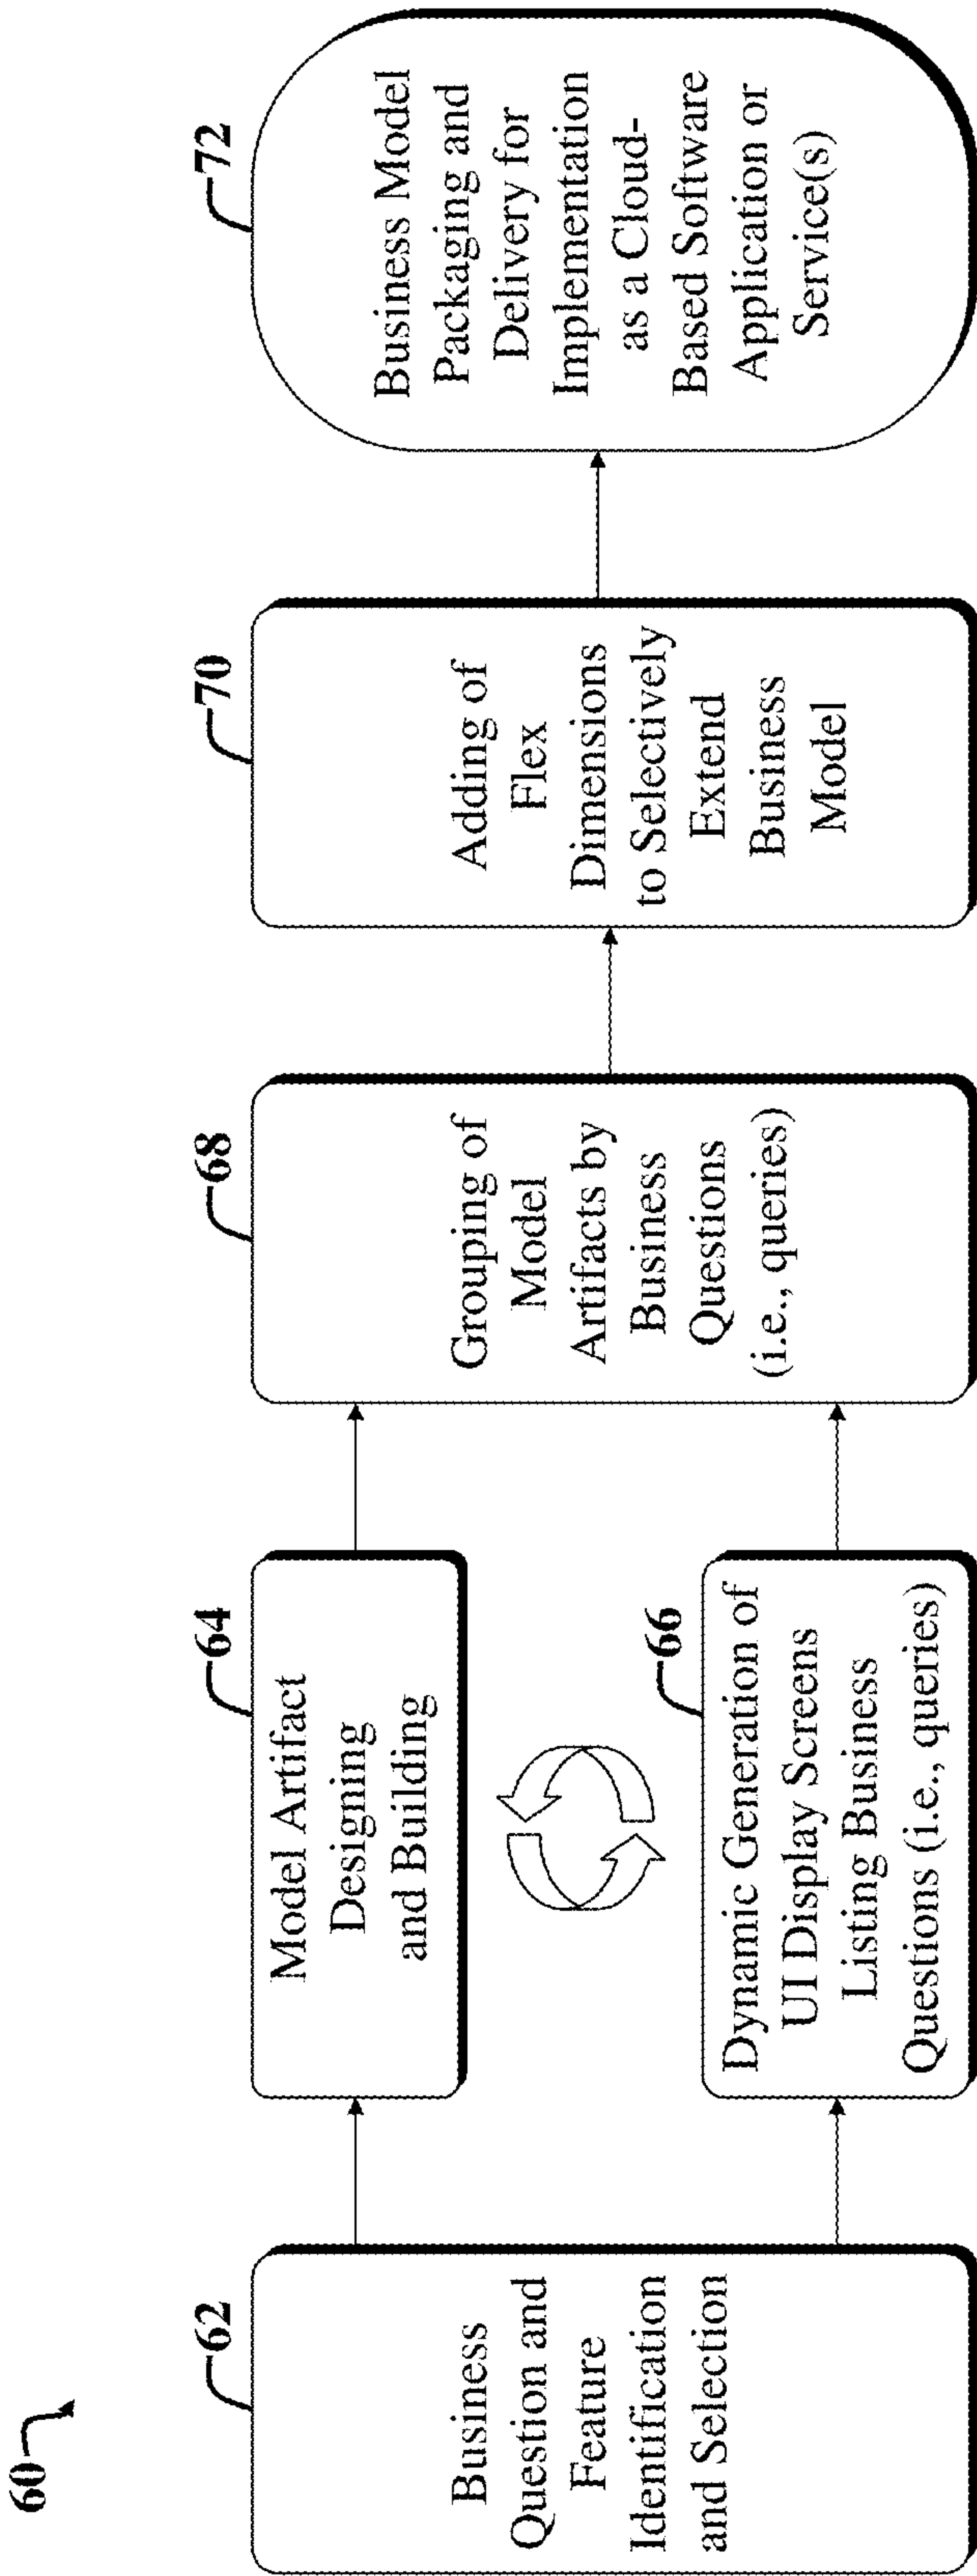 60
62
Business
Question and
Feature
Identification
and Selection
64
Model Artifact
Designing
and Building
66
Dynamic Generation of
UI Display Screens
Listing Business
Questions (i.e., queries)
68
Grouping of
Model
Artifacts by
Business
Questions
(i.e., queries)
70
Adding of
Flex
Dimensions
to Selectively
Extend
Business
Model
72
Business Model
Packaging and
Delivery for
Implementation
as a Cloud-
Based Software
Application or
Service(s)